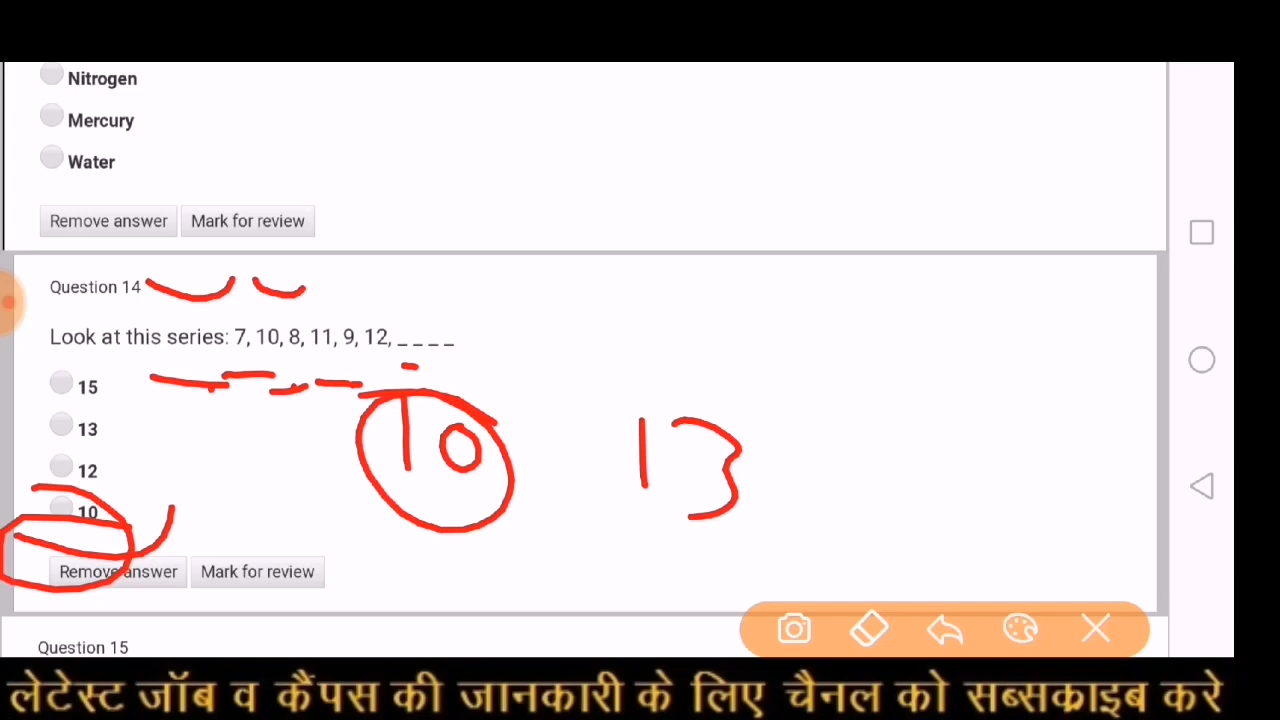 Nitrogen
Mercury
Water
Remove answer Mark for review
Question 14
Look at this series: 7, 10, 8, 11, 9, 12, _ _ _ _
15
13
12
10
10 13
Remove answer Mark for review
Question 15
लेटेस्ट जॉब व कैंपस की जानकारी के लिए चैनल को सब्सक्राइब करे